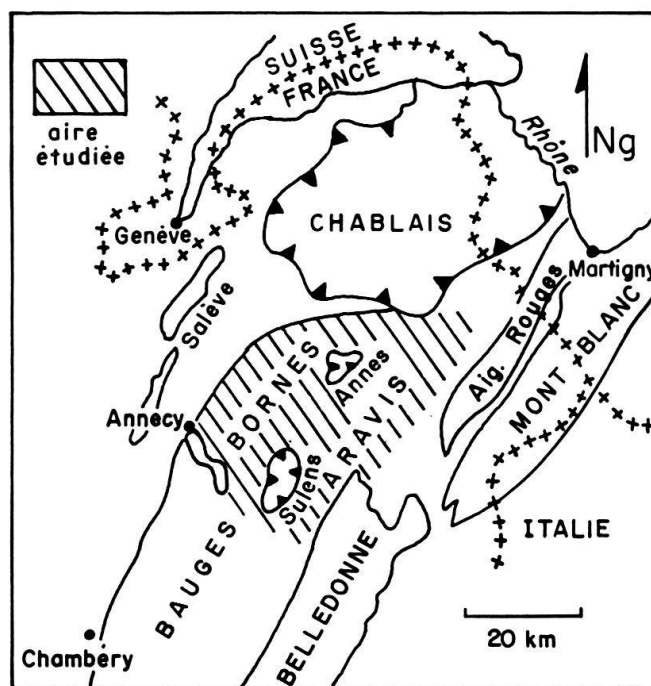 SUISSE
FRANCE
aire
étudiée
Rhône
Ng
CHABLAIS
Genève
Martigny
Salève
Aig. Rouges
MONT BLANC
BORNES
Annes
ARAVIS
Annecy
Sulens
ITALIE
BAUGES
BELLEDONNE
20 km
Chambéry